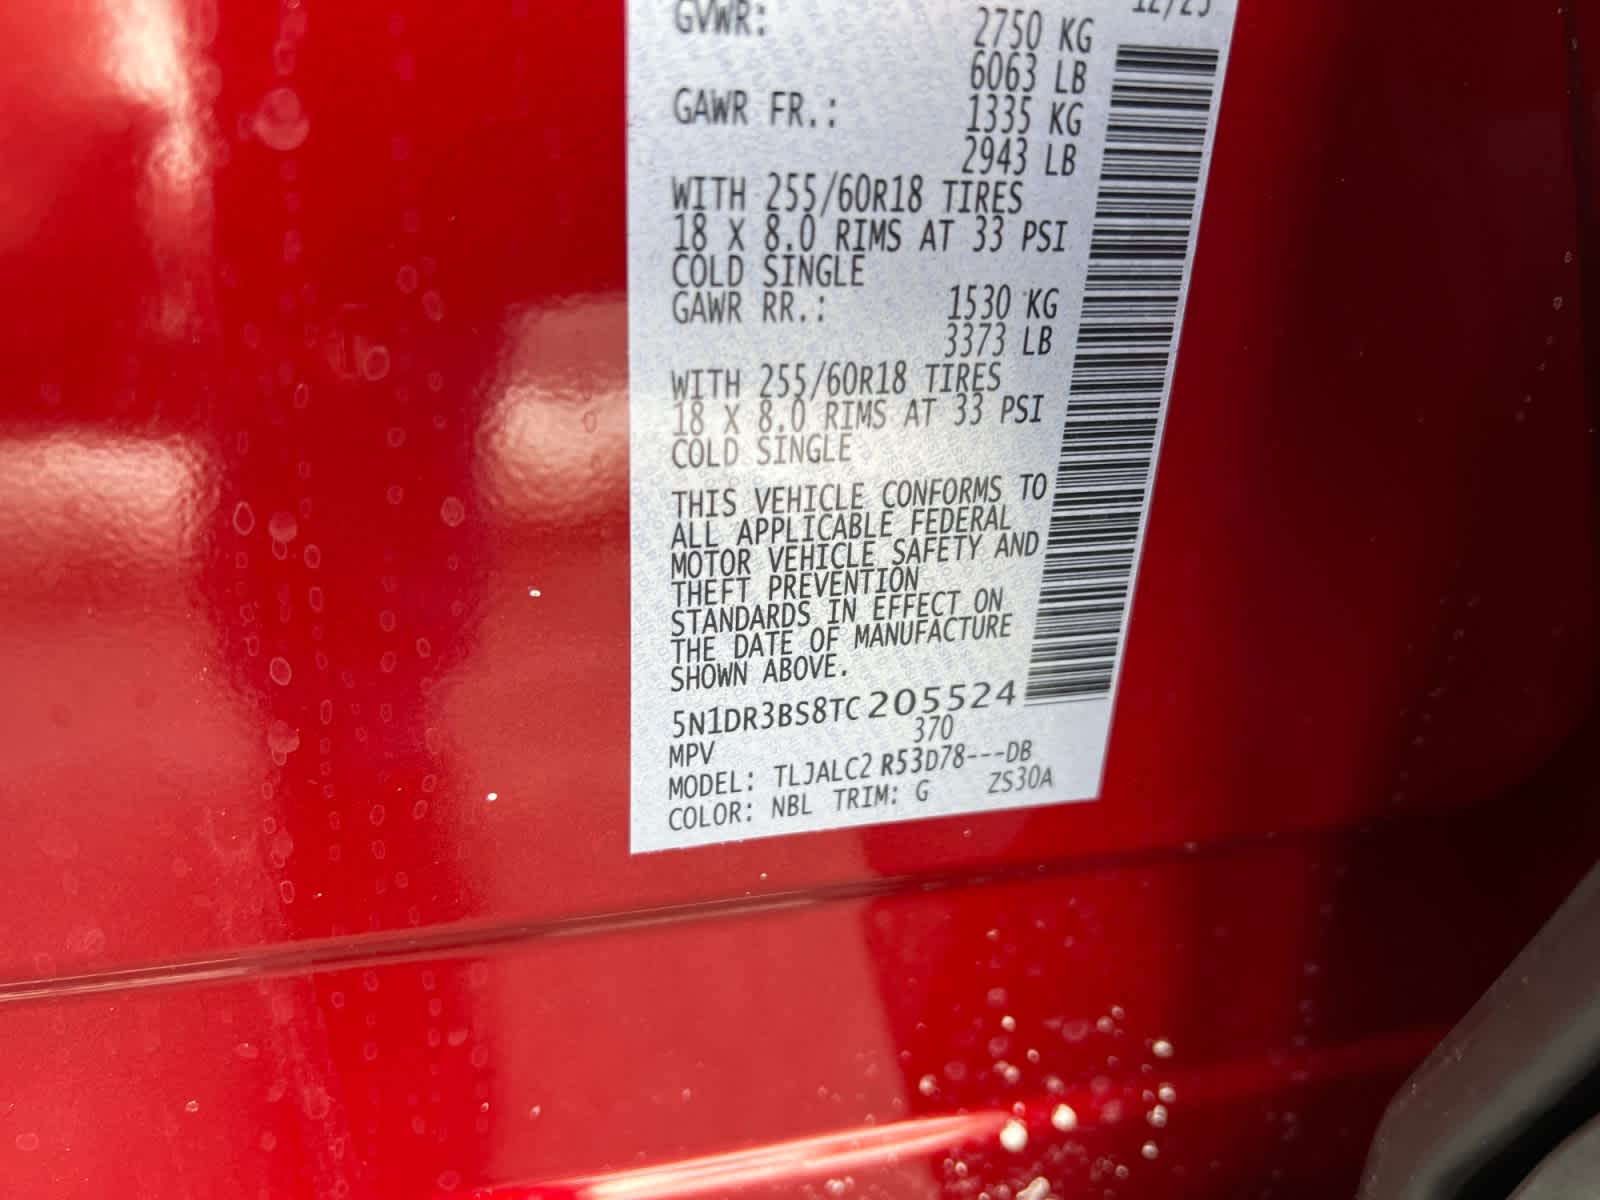 GVWR: 12/25
2750 KG
6063 LB
GAWR FR.: 1335 KG
2943 LB
WITH 255/60R18 TIRES
18 X 8.0 RIMS AT 33 PSI
COLD SINGLE
GAWR RR.: 1530 KG
3373 LB
WITH 255/60R18 TIRES
18 X 8.0 RIMS AT 33 PSI
COLD SINGLE
THIS VEHICLE CONFORMS TO
ALL APPLICABLE FEDERAL
MOTOR VEHICLE SAFETY AND
THEFT PREVENTION
STANDARDS IN EFFECT ON
THE DATE OF MANUFACTURE
SHOWN ABOVE.
5N1DR3BS8TC205524
370
MPV
MODEL: TLJALC2 R53D78---DB
COLOR: NBL TRIM: G ZS30A